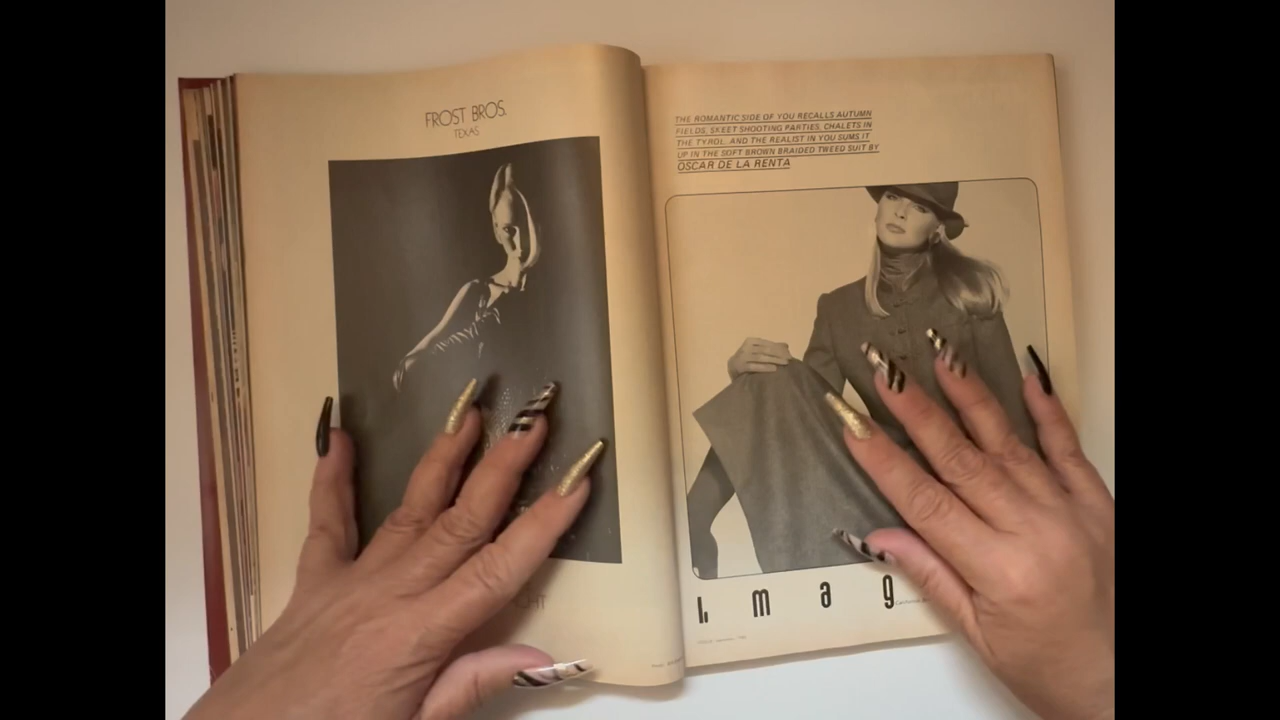 FROST BROS.
TEXAS
THE ROMANTIC SIDE OF YOU RECALLS AUTUMN
FIELDS, SKEET SHOOTING PARTIES, CHALETS IN
THE TYROL. AND THE REALIST IN YOU SUMS IT
UP IN THE SOFT BROWN BRAIDED TWEED SUIT BY
OSCAR DE LA RENTA
I. m a g